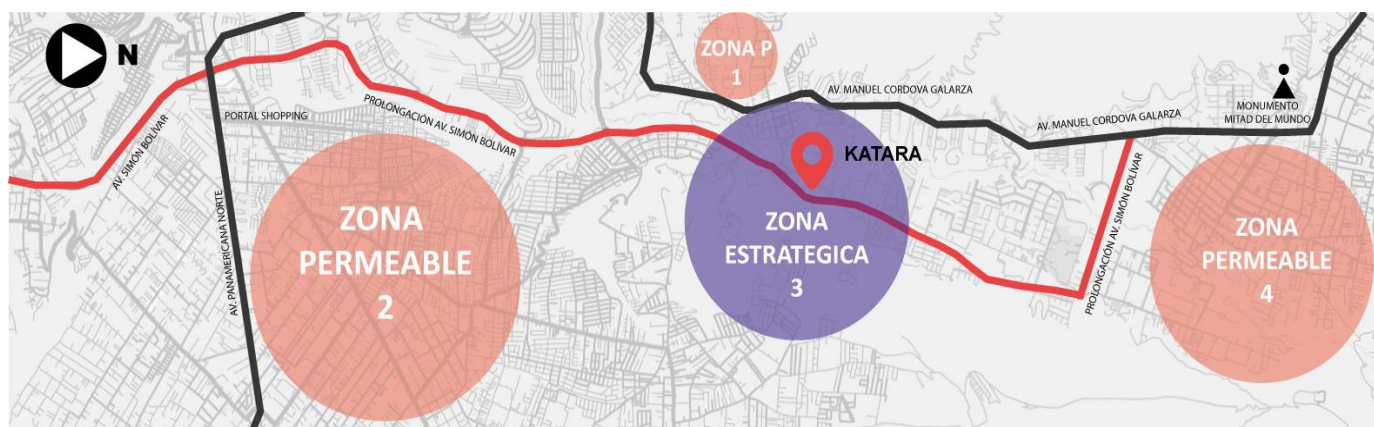 N
AV. SIMÓN BOLÍVAR
PORTAL SHOPPING
AV. PANAMERICANA NORTE
PROLONGACIÓN AV. SIMÓN BOLÍVAR
ZONA
PERMEABLE
2
ZONA P
1
AV. MANUEL CORDOVA GALARZA
KATARA
ZONA
ESTRATEGICA
3
AV. MANUEL CORDOVA GALARZA
PROLONGACIÓN AV. SIMÓN BOLÍVAR
MONUMENTO
MITAD DEL MUNDO
ZONA
PERMEABLE
4